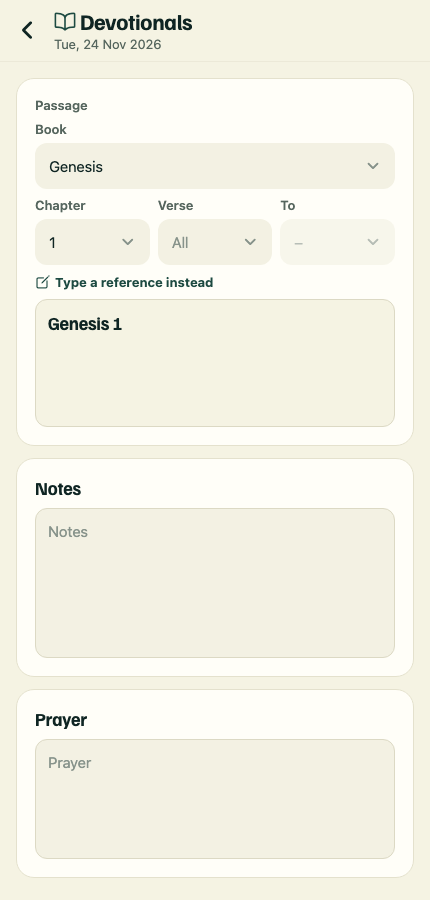 Devotionals
Tue, 24 Nov 2026
Passage
Book
Genesis
Chapter Verse To
1 All –
Type a reference instead
Genesis 1
Notes
Notes
Prayer
Prayer